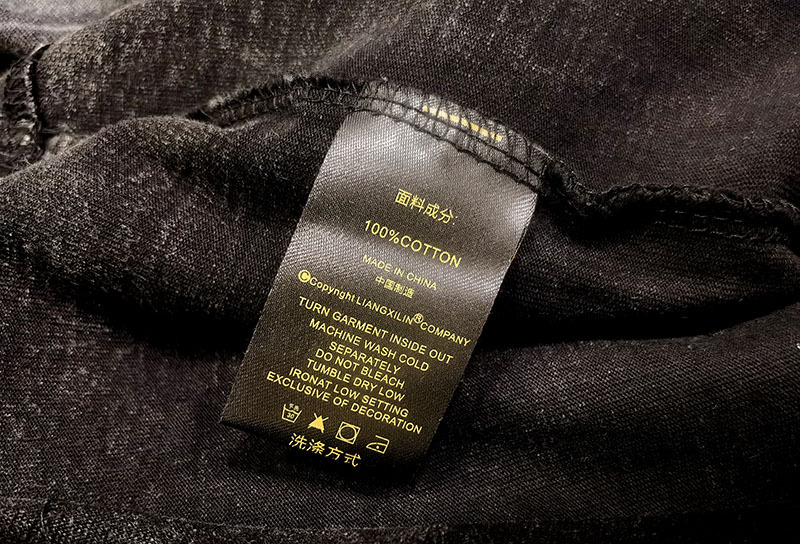 面料成分:
100%COTTON
MADE IN CHINA
中国制造
©Copyright LIANGXILIN®COMPANY
TURN GARMENT INSIDE OUT
MACHINE WASH COLD
SEPARATELY
DO NOT BLEACH
TUMBLE DRY LOW
IRONAT LOW SETTING
EXCLUSIVE OF DECORATION
洗涤方式